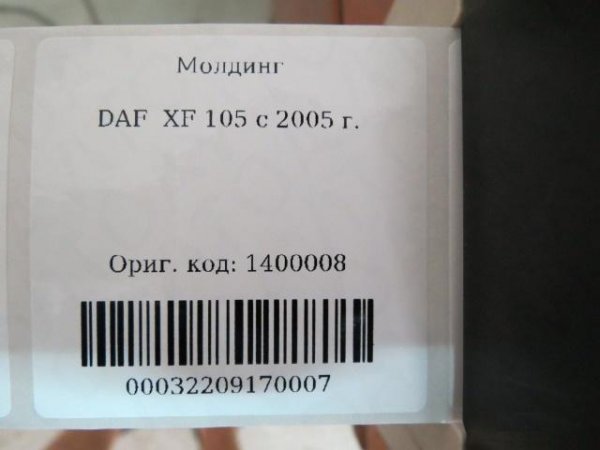 Молдинг
DAF XF 105 с 2005 г.
Ориг. код: 1400008
00032209170007